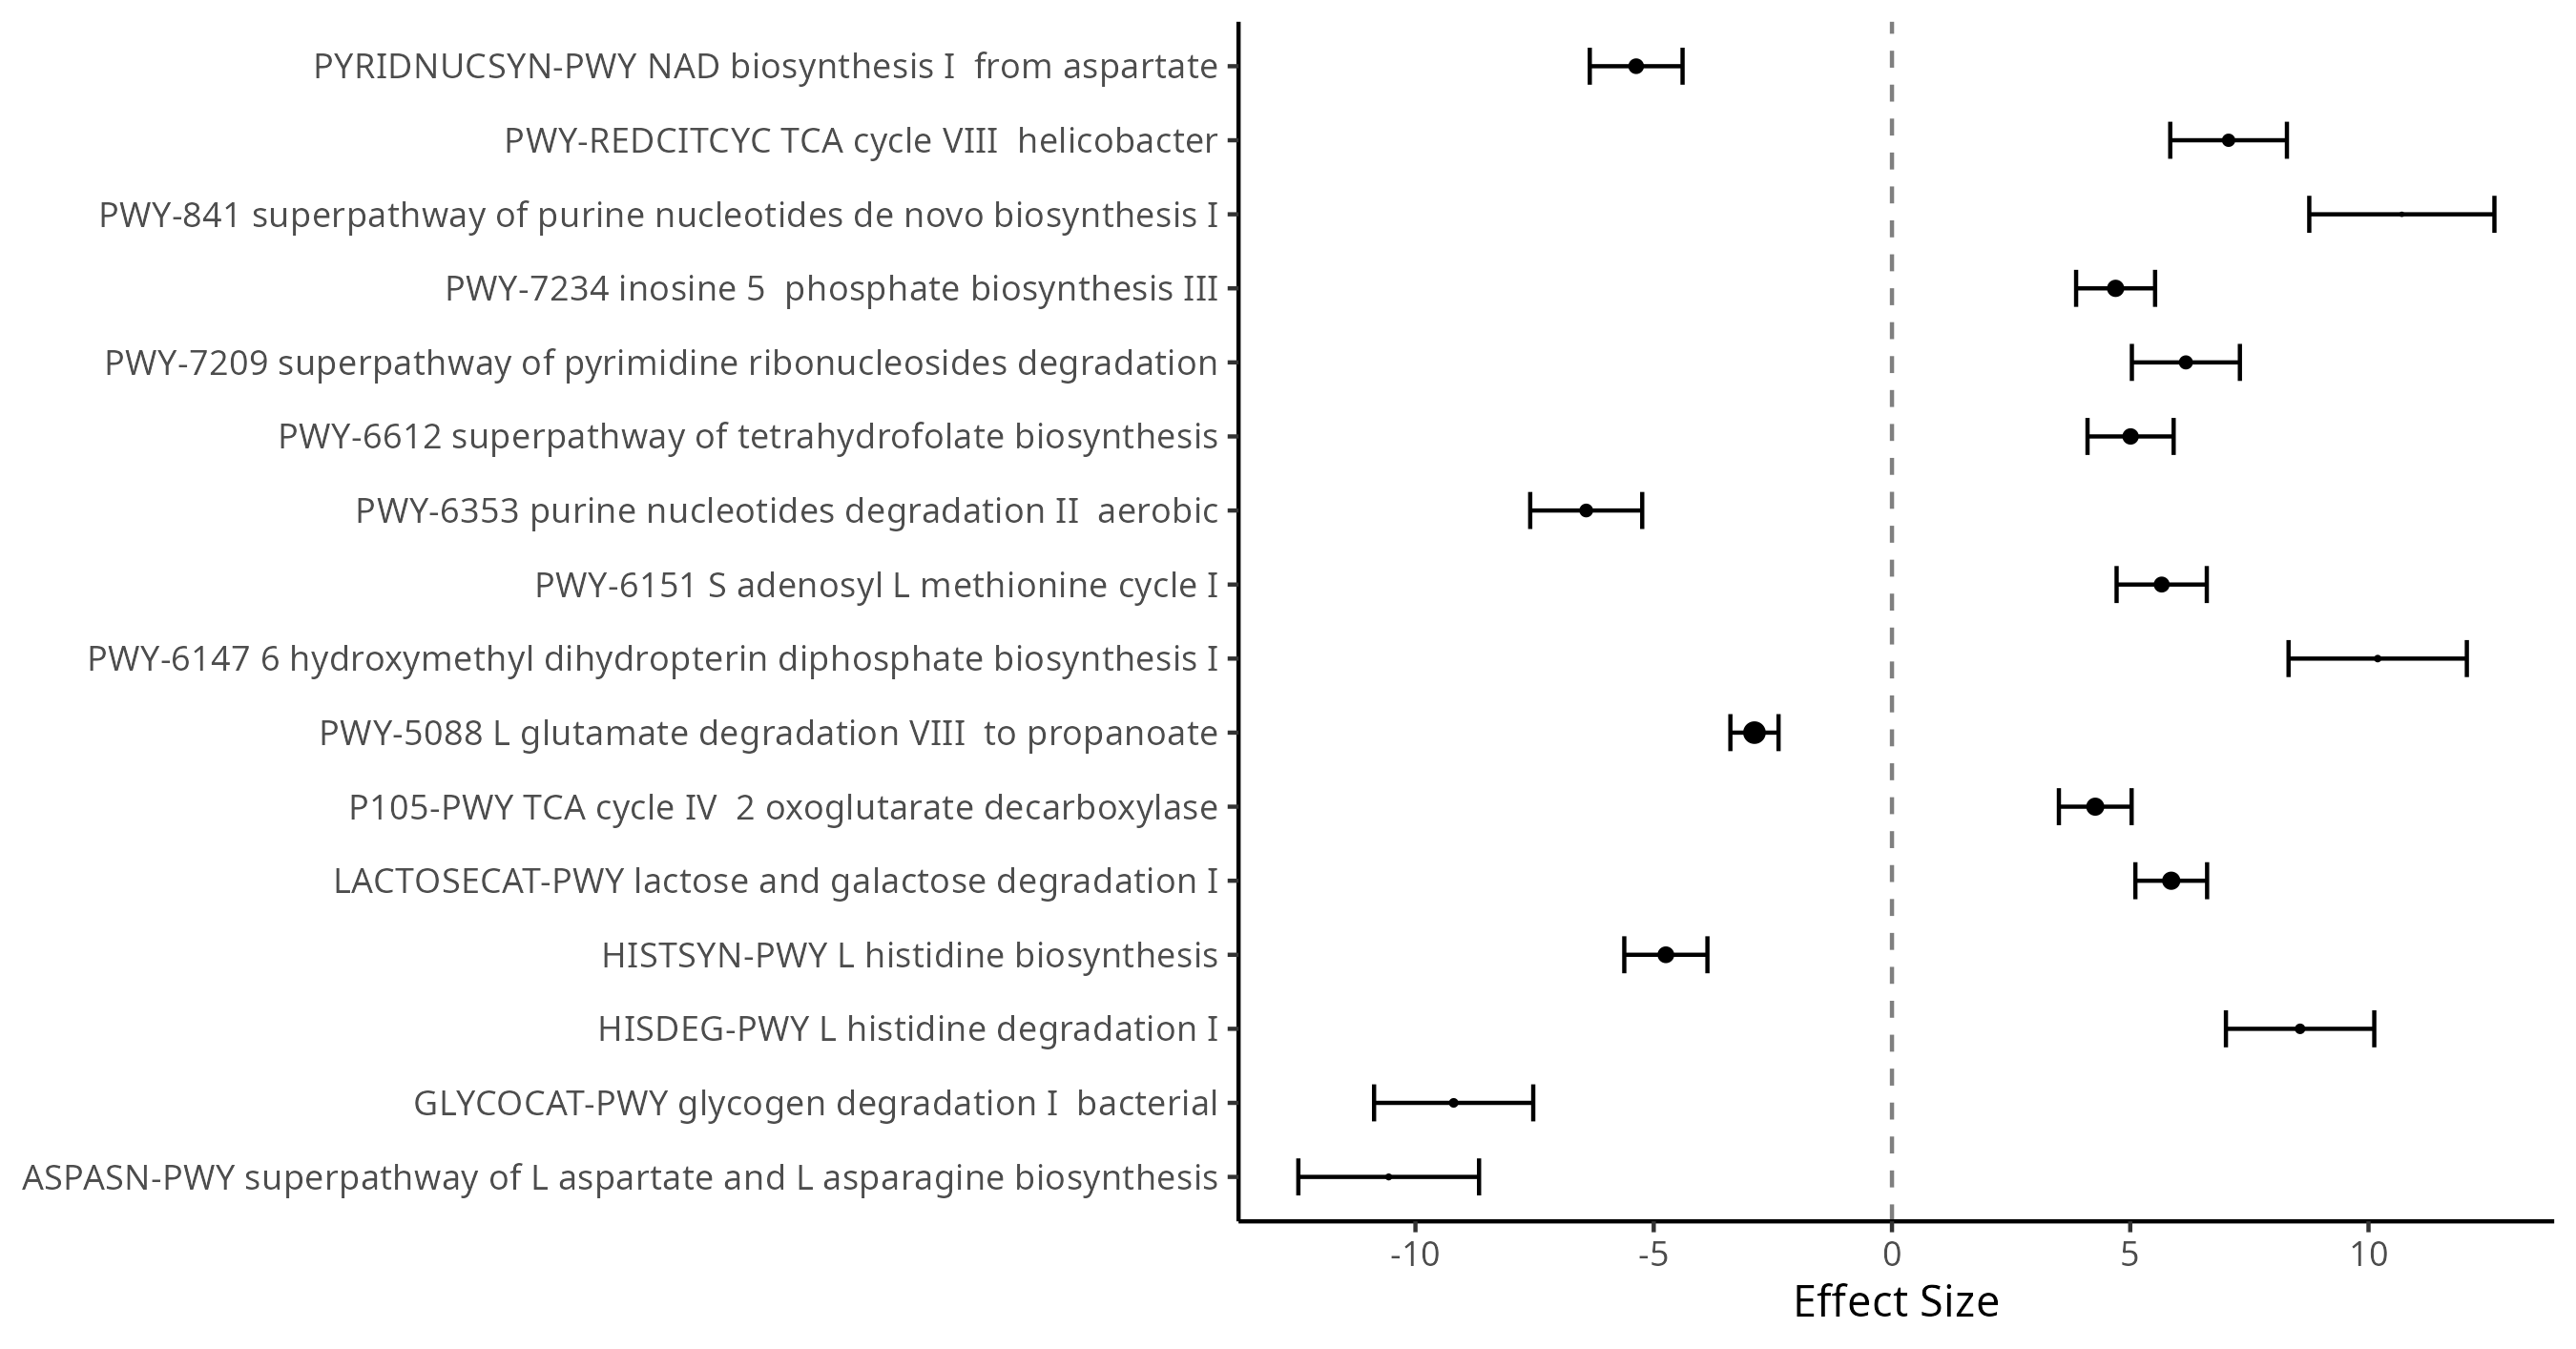 PYRIDNUCSYN-PWY NAD biosynthesis I  from aspartate
PWY-REDCITCYC TCA cycle VIII  helicobacter
PWY-841 superpathway of purine nucleotides de novo biosynthesis I
PWY-7234 inosine 5  phosphate biosynthesis III
PWY-7209 superpathway of pyrimidine ribonucleosides degradation
PWY-6612 superpathway of tetrahydrofolate biosynthesis
PWY-6353 purine nucleotides degradation II  aerobic
PWY-6151 S adenosyl L methionine cycle I
PWY-6147 6 hydroxymethyl dihydropterin diphosphate biosynthesis I
PWY-5088 L glutamate degradation VIII  to propanoate
P105-PWY TCA cycle IV  2 oxoglutarate decarboxylase
LACTOSECAT-PWY lactose and galactose degradation I
HISTSYN-PWY L histidine biosynthesis
HISDEG-PWY L histidine degradation I
GLYCOCAT-PWY glycogen degradation I  bacterial
ASPASN-PWY superpathway of L aspartate and L asparagine biosynthesis
-10 -5 0 5 10
Effect Size